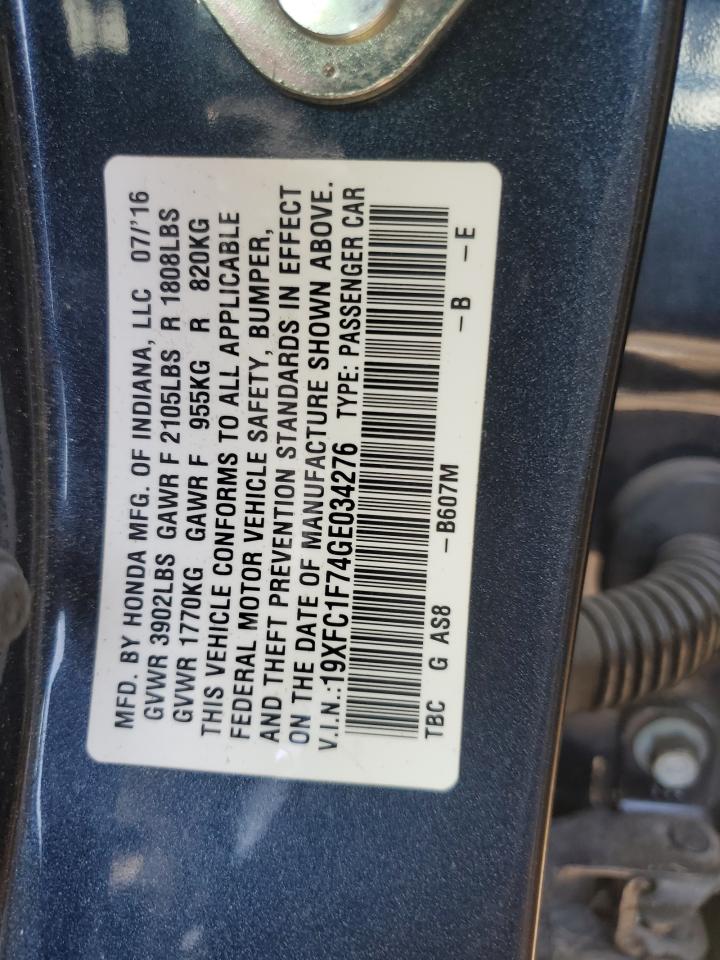 MFD. BY HONDA MFG. OF INDIANA, LLC 07/'16
GVWR 3902LBS GAWR F 2105LBS R 1808LBS
GVWR 1770KG GAWR F 955KG R 820KG
THIS VEHICLE CONFORMS TO ALL APPLICABLE
FEDERAL MOTOR VEHICLE SAFETY, BUMPER,
AND THEFT PREVENTION STANDARDS IN EFFECT
ON THE DATE OF MANUFACTURE SHOWN ABOVE.
V.I.N.:19XFC1F74GE034276 TYPE: PASSENGER CAR
TBC G AS8 -B607M -B -E